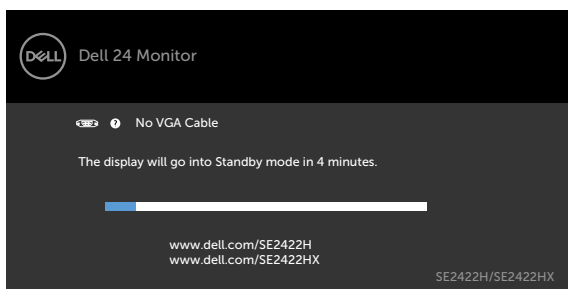 DELL
Dell 24 Monitor
? No VGA Cable
The display will go into Standby mode in 4 minutes.
www.dell.com/SE2422H
www.dell.com/SE2422HX
SE2422H/SE2422HX